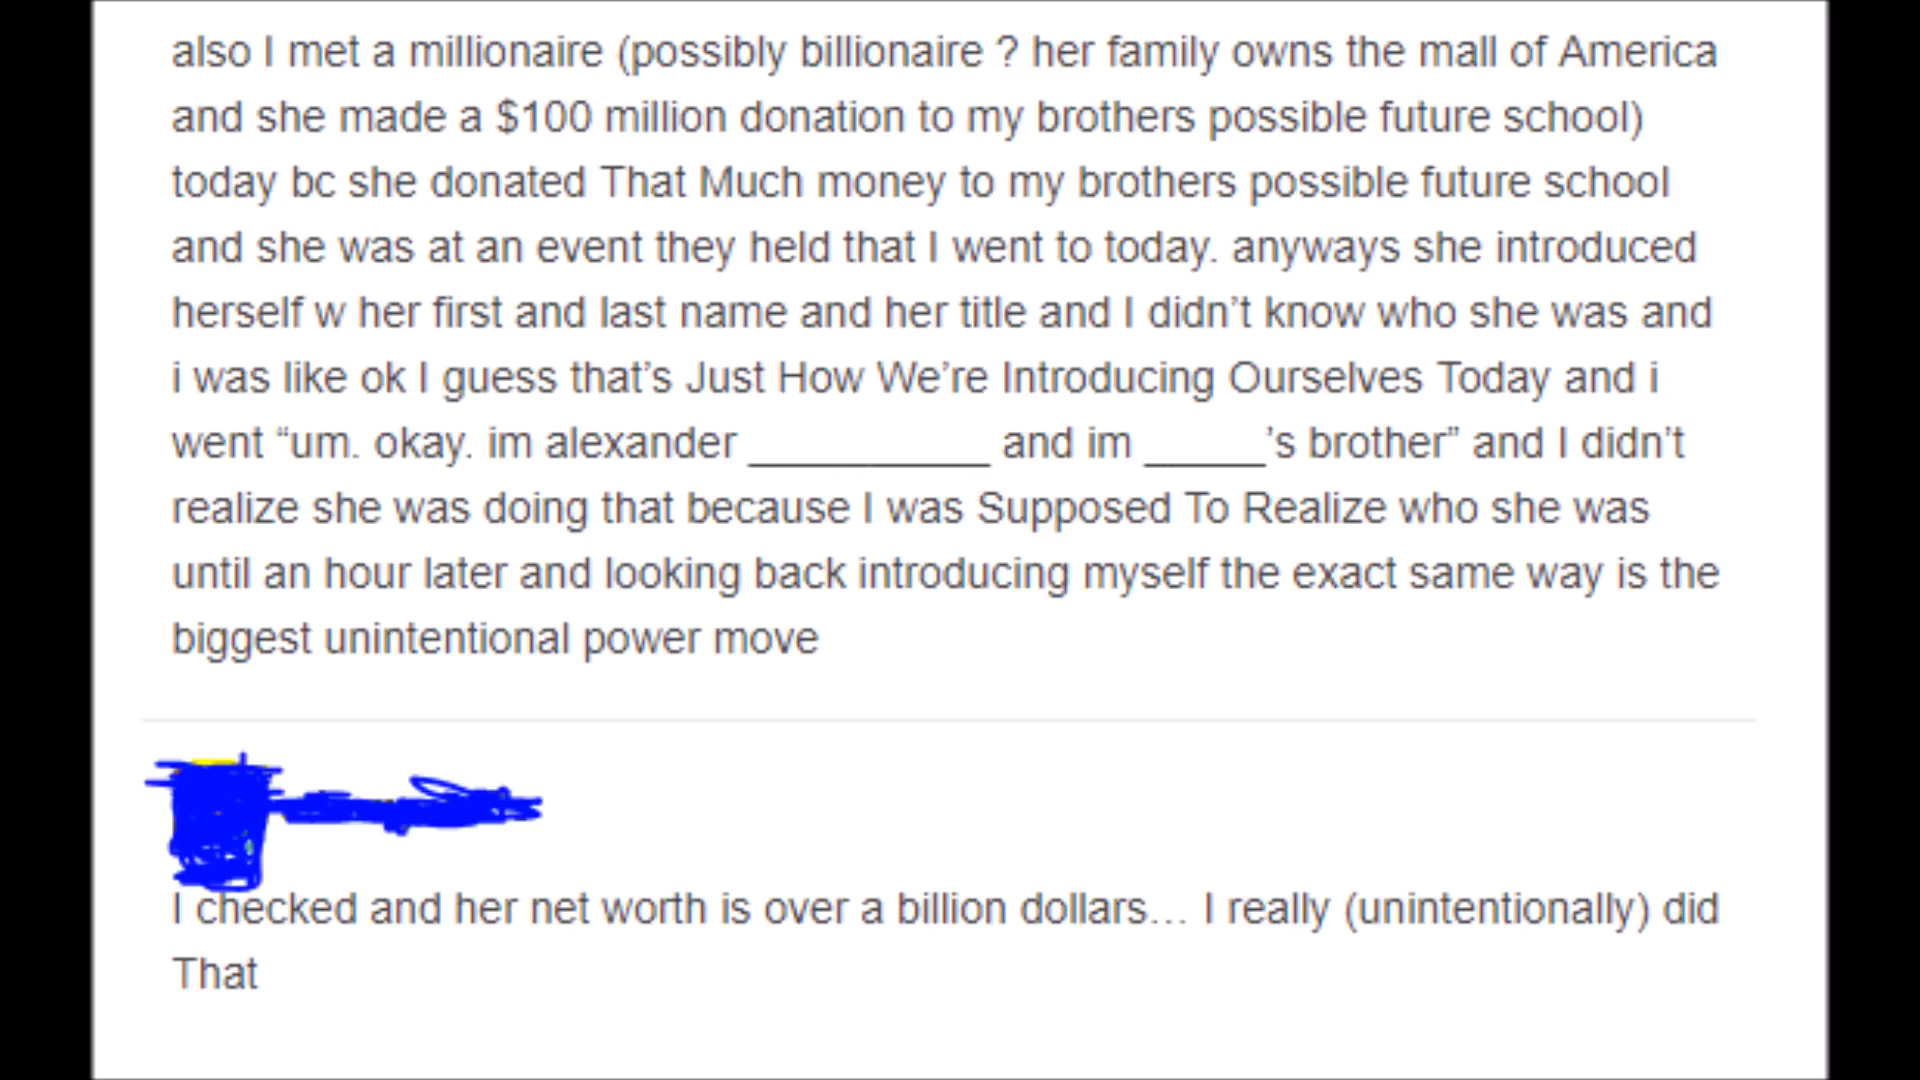 also I met a millionaire (possibly billionaire ? her family owns the mall of America
and she made a $100 million donation to my brothers possible future school)
today bc she donated That Much money to my brothers possible future school
and she was at an event they held that I went to today. anyways she introduced
herself w her first and last name and her title and I didn’t know who she was and
i was like ok I guess that’s Just How We’re Introducing Ourselves Today and i
went “um. okay. im alexander __________ and im _____’s brother” and I didn’t
realize she was doing that because I was Supposed To Realize who she was
until an hour later and looking back introducing myself the exact same way is the
biggest unintentional power move
I checked and her net worth is over a billion dollars… I really (unintentionally) did
That